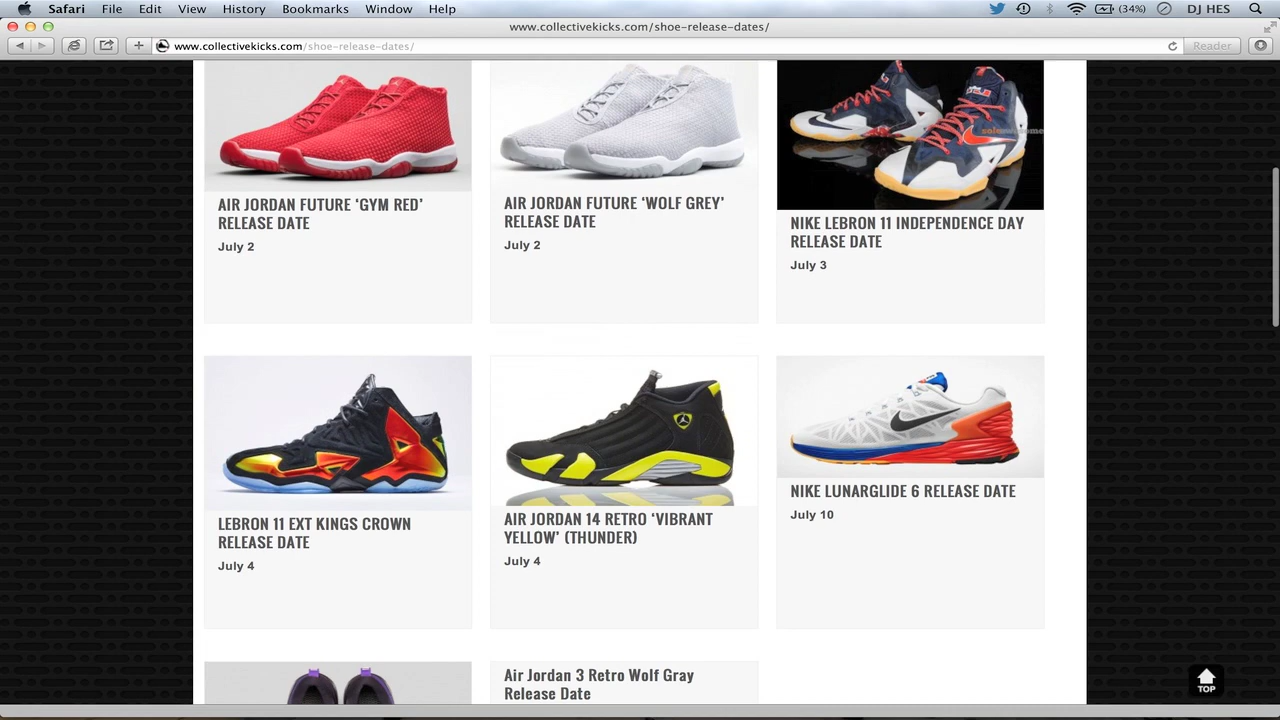 Safari File Edit View History Bookmarks Window Help (34%) DJ HES
www.collectivekicks.com/shoe-release-dates/
www.collectivekicks.com/shoe-release-dates/ Reader
AIR JORDAN FUTURE ‘GYM RED’
RELEASE DATE
July 2
AIR JORDAN FUTURE ‘WOLF GREY’
RELEASE DATE
July 2
NIKE LEBRON 11 INDEPENDENCE DAY
RELEASE DATE
July 3
LEBRON 11 EXT KINGS CROWN
RELEASE DATE
July 4
AIR JORDAN 14 RETRO ‘VIBRANT
YELLOW’ (THUNDER)
July 4
NIKE LUNARGLIDE 6 RELEASE DATE
July 10
Air Jordan 3 Retro Wolf Gray
Release Date
TOP